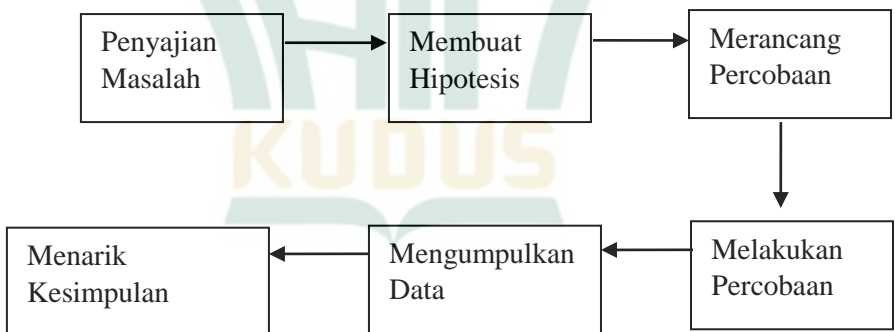 Penyajian
Masalah
Membuat
Hipotesis
Merancang
Percobaan
Melakukan
Percobaan
Mengumpulkan
Data
Menarik
Kesimpulan
KUDUS